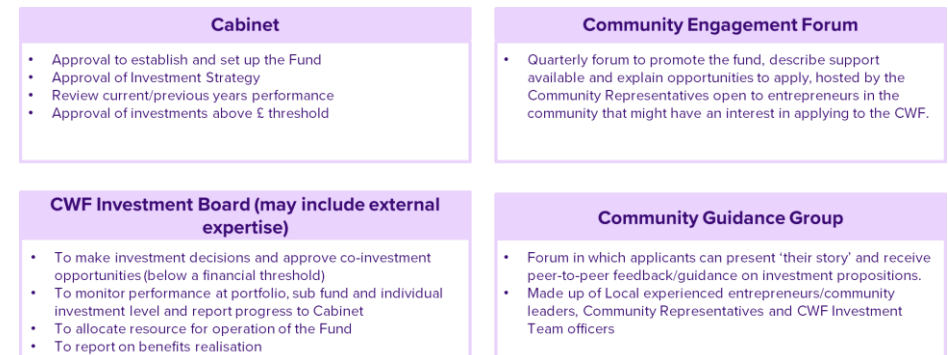 Cabinet
• Approval to establish and set up the Fund
• Approval of Investment Strategy
• Review current/previous years performance
• Approval of investments above £ threshold
Community Engagement Forum
• Quarterly forum to promote the fund, describe support
available and explain opportunities to apply, hosted by the
Community Representatives open to entrepreneurs in the
community that might have an interest in applying to the CWF.
CWF Investment Board (may include external
expertise)
• To make investment decisions and approve co-investment
opportunities (below a financial threshold)
• To monitor performance at portfolio, sub fund and individual
investment level and report progress to Cabinet
• To allocate resource for operation of the Fund
• To report on benefits realisation
Community Guidance Group
• Forum in which applicants can present ‘their story’ and receive
peer-to-peer feedback/guidance on investment propositions.
• Made up of Local experienced entrepreneurs/community
leaders, Community Representatives and CWF Investment
Team officers